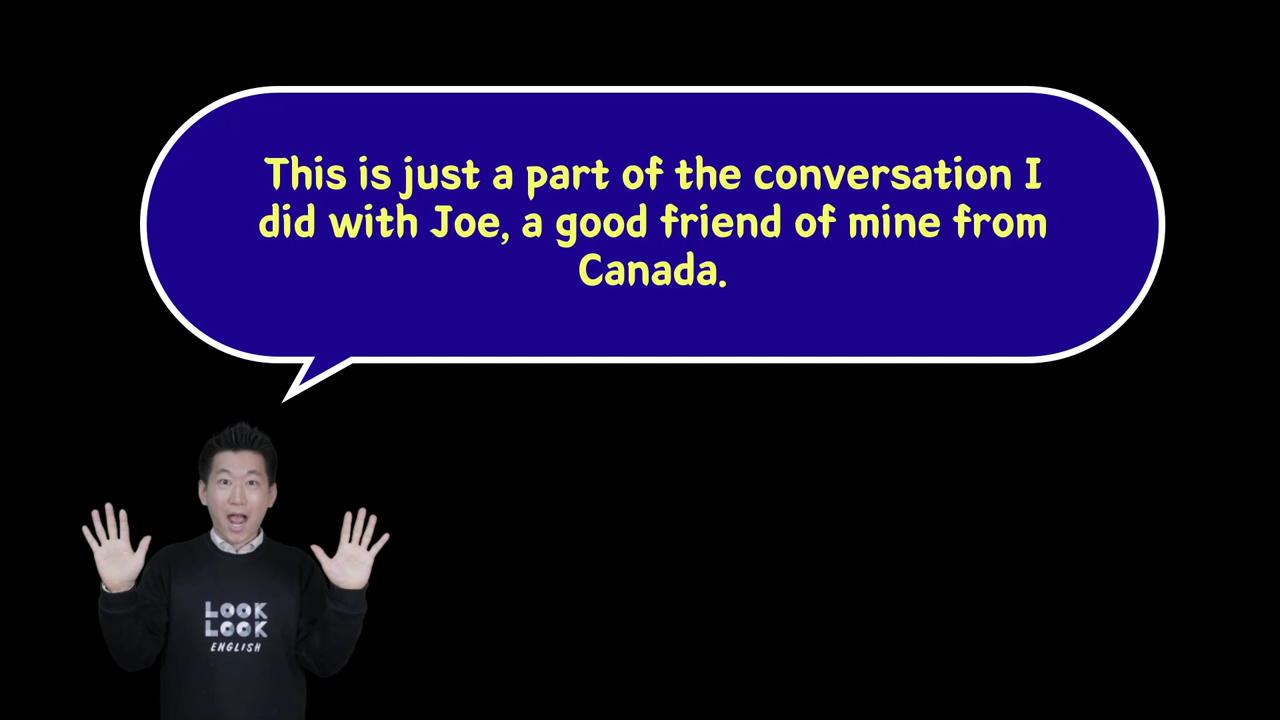 This is just a part of the conversation I
did with Joe, a good friend of mine from
Canada.
LOOK
LOOK
ENGLISH